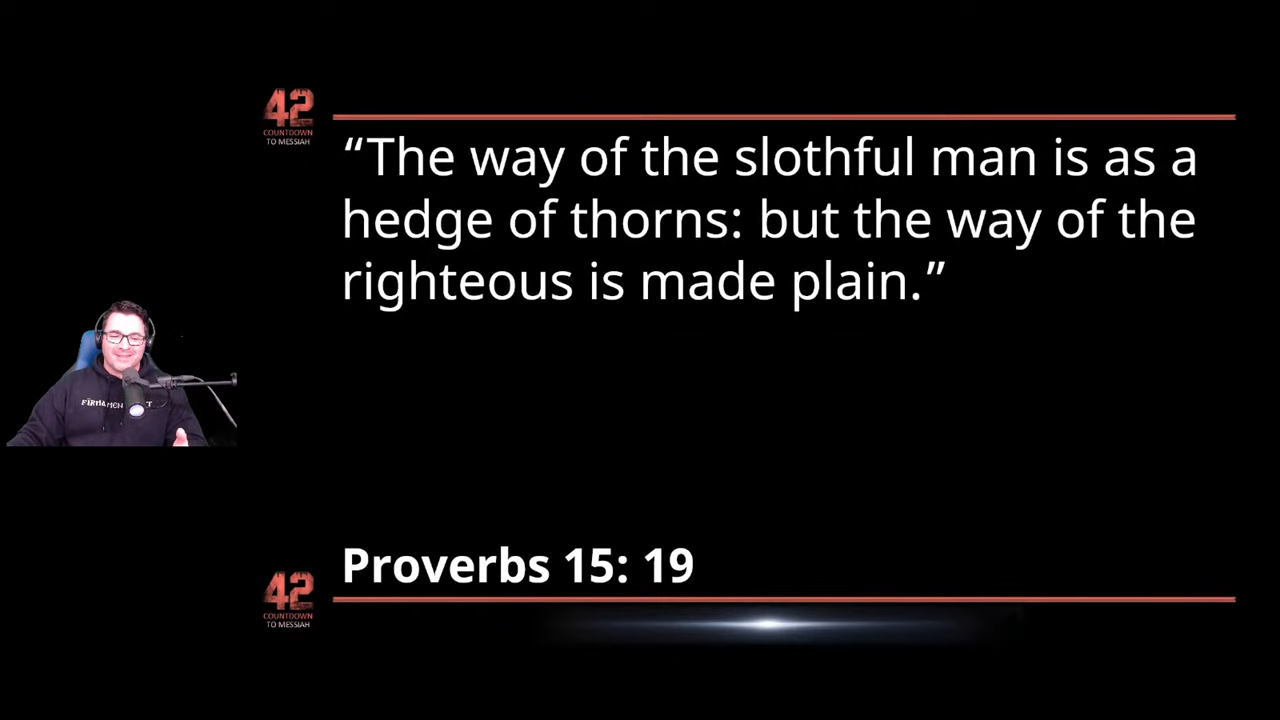 42
COUNTDOWN
TO MESSIAH
“The way of the slothful man is as a
hedge of thorns: but the way of the
righteous is made plain.”
Proverbs 15: 19
42
COUNTDOWN
TO MESSIAH